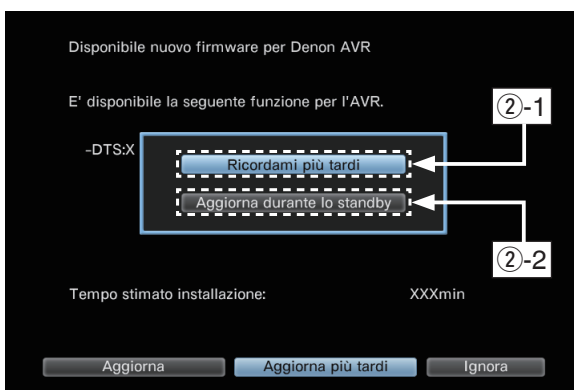 Disponibile nuovo firmware per Denon AVR
E' disponibile la seguente funzione per l'AVR.
②-1
-DTS:X
Ricordami più tardi
Aggiorna durante lo standby
②-2
Tempo stimato installazione: XXXmin
Aggiorna Aggiorna più tardi Ignora